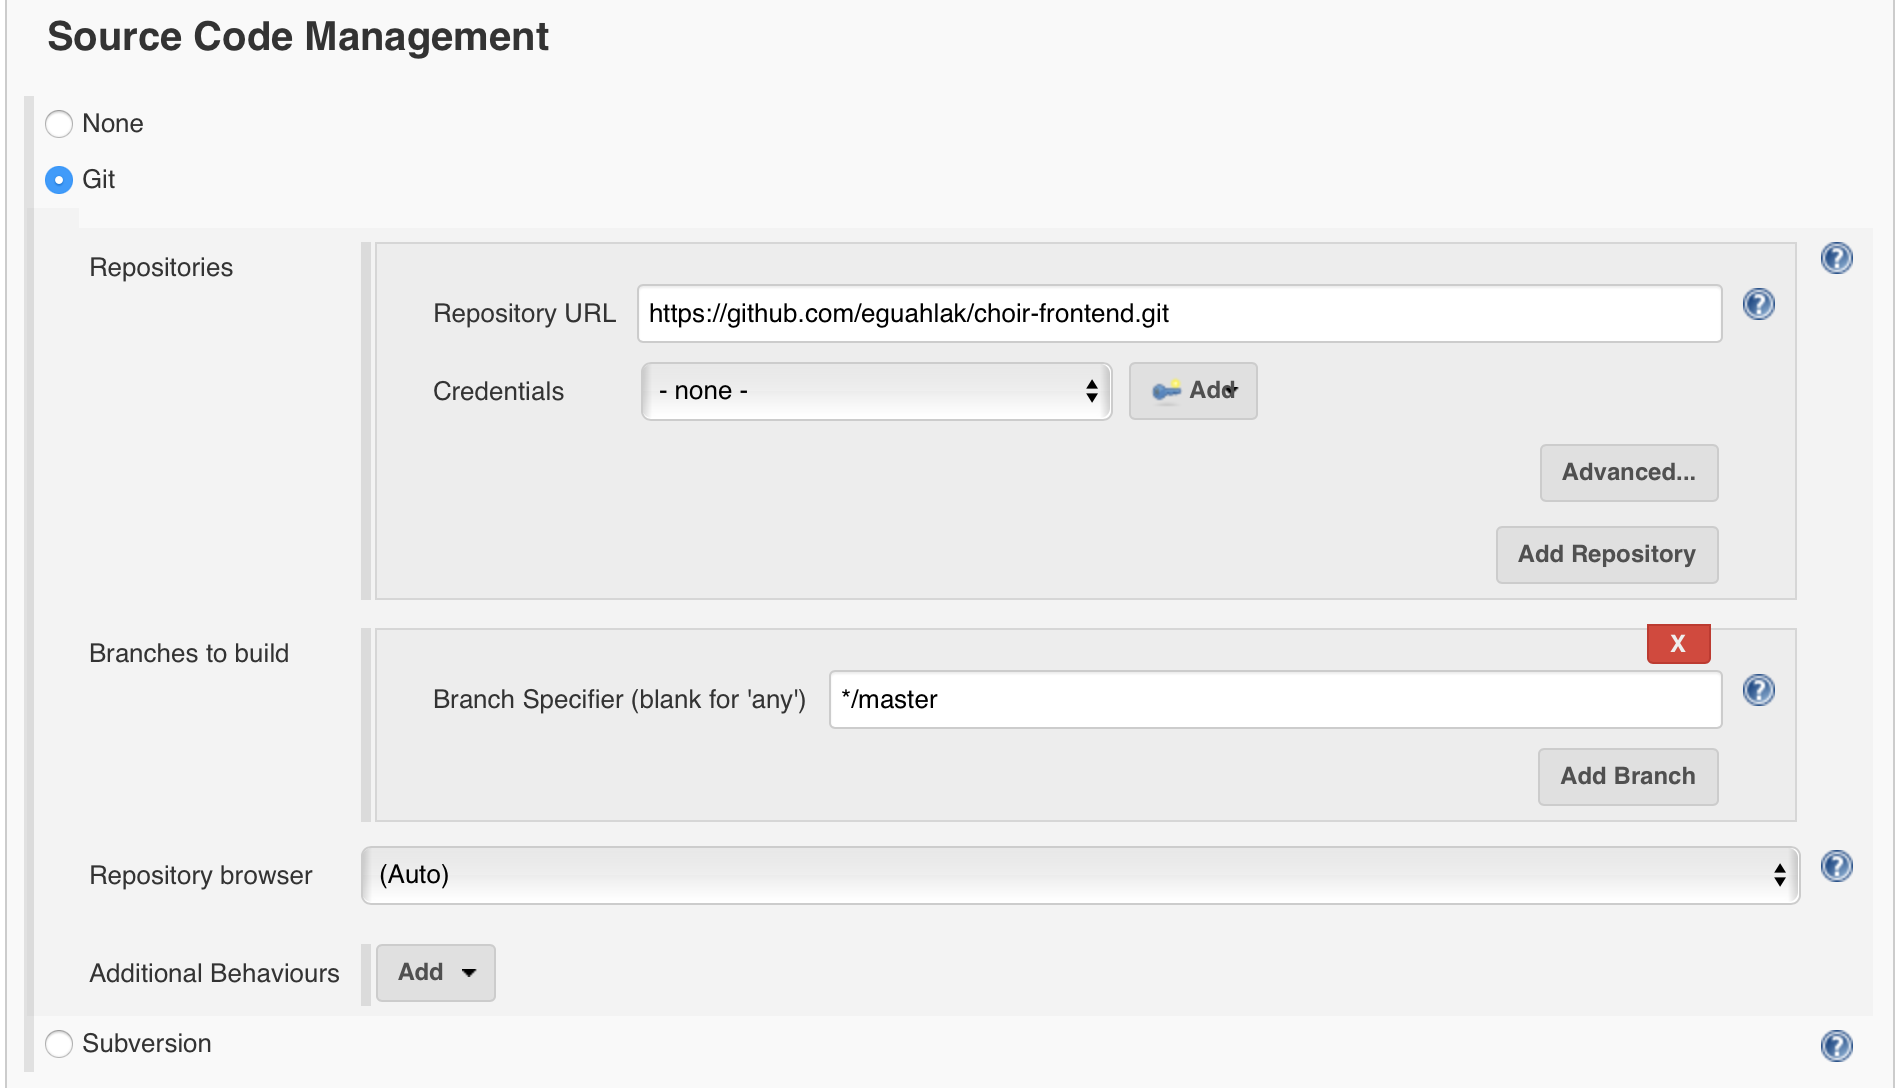 Source Code Management
None
Git
Repositories
Repository URL https://github.com/eguahlak/choir-frontend.git
Credentials - none - Add
Advanced...
Add Repository
Branches to build
X
Branch Specifier (blank for 'any') */master
Add Branch
Repository browser (Auto)
Additional Behaviours Add
Subversion